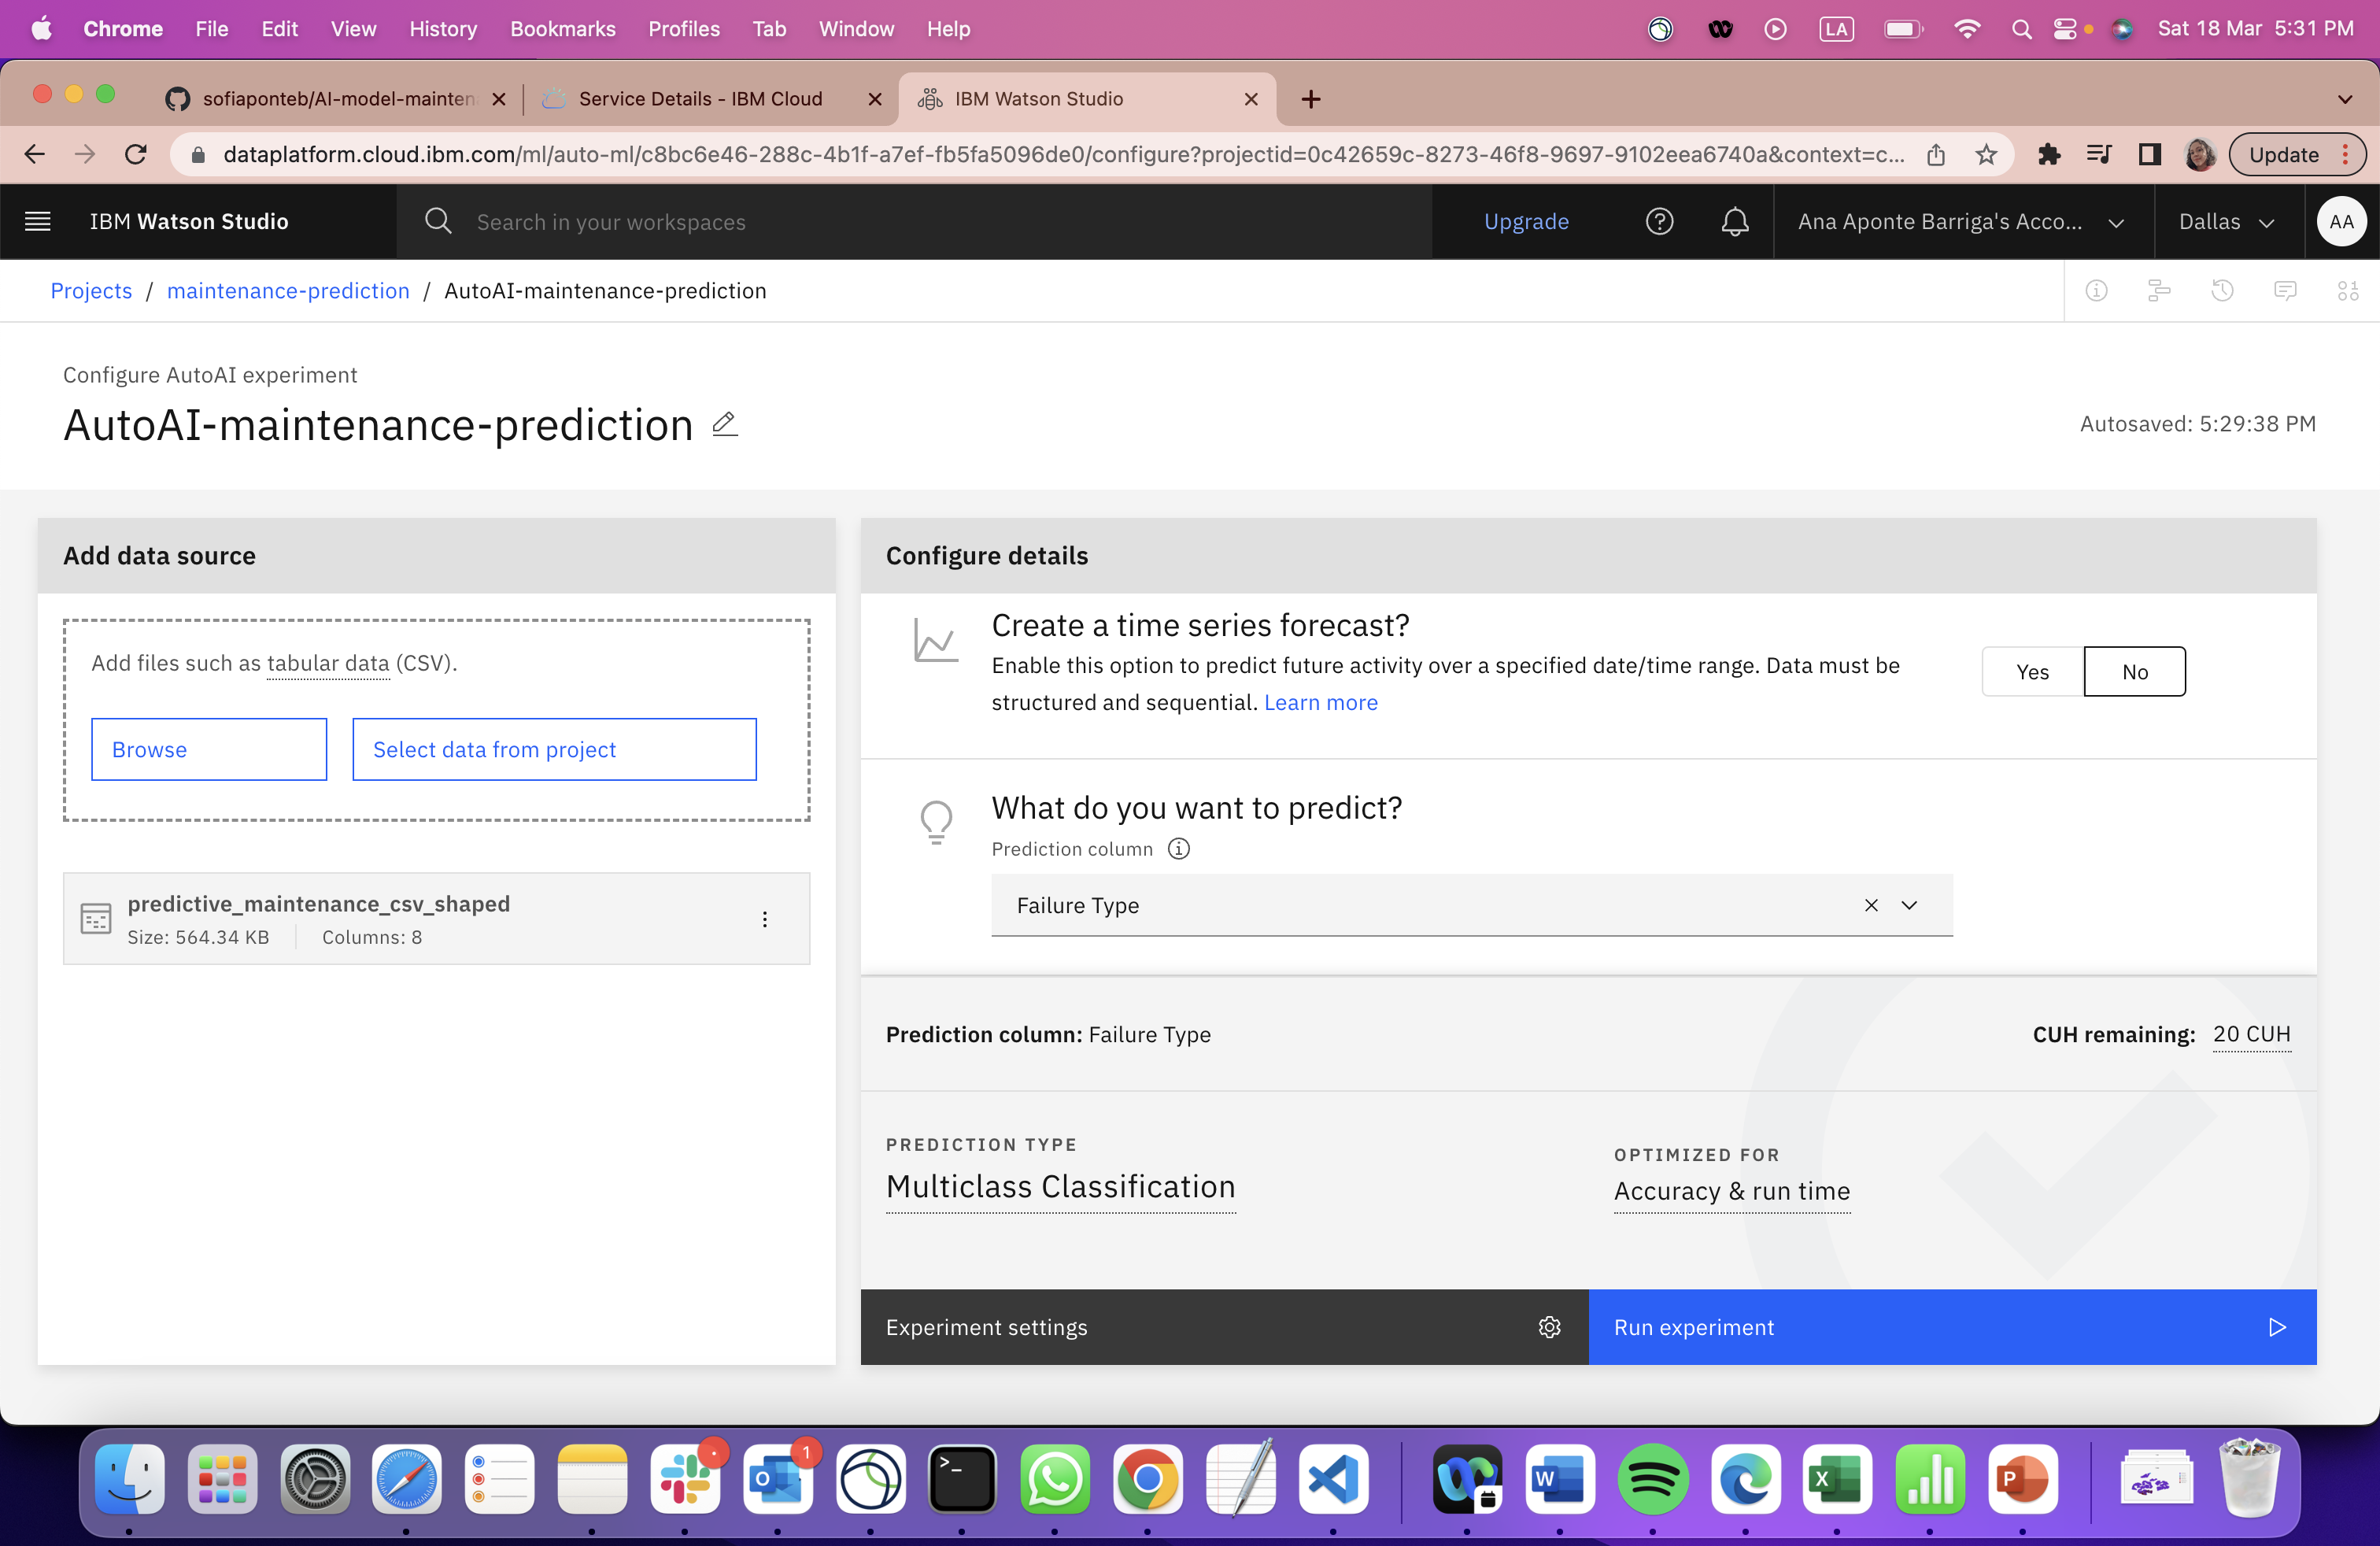 Chrome File Edit View History Bookmarks Profiles Tab Window Help LA Sat 18 Mar 5:31 PM
sofiaponteb/AI-model-mainten Service Details - IBM Cloud IBM Watson Studio
dataplatform.cloud.ibm.com/ml/auto-ml/c8bc6e46-288c-4b1f-a7ef-fb5fa5096de0/configure?projectid=0c42659c-8273-46f8-9697-9102eea6740a&context=c... Update
IBM Watson Studio Search in your workspaces Upgrade Ana Aponte Barriga's Acco... Dallas AA
Projects / maintenance-prediction / AutoAI-maintenance-prediction
Configure AutoAI experiment
AutoAI-maintenance-prediction
Autosaved: 5:29:38 PM
Add data source
Add files such as tabular data (CSV).
Browse Select data from project
predictive_maintenance_csv_shaped
Size: 564.34 KB Columns: 8
Configure details
Create a time series forecast?
Enable this option to predict future activity over a specified date/time range. Data must be
structured and sequential. Learn more
Yes No
What do you want to predict?
Prediction column
Failure Type
Prediction column: Failure Type CUH remaining: 20 CUH
PREDICTION TYPE
Multiclass Classification
OPTIMIZED FOR
Accuracy & run time
Experiment settings Run experiment
1